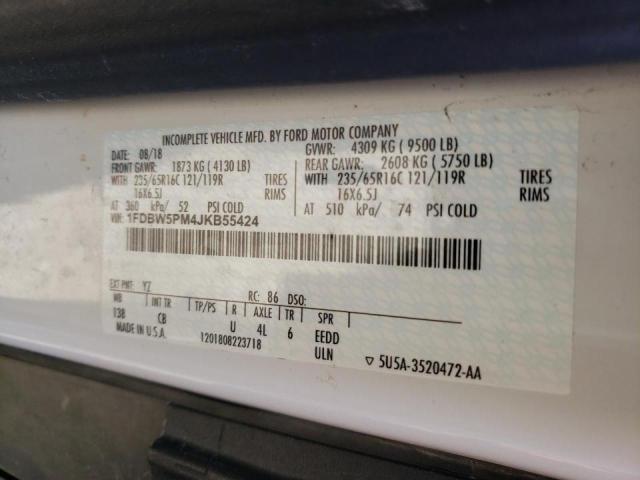 INCOMPLETE VEHICLE MFD. BY FORD MOTOR COMPANY
DATE: 08/18 GVWR: 4309 KG ( 9500 LB)
FRONT GAWR: 1873 KG ( 4130 LB) REAR GAWR: 2608 KG ( 5750 LB)
WITH 235/65R16C 121/119R TIRES WITH 235/65R16C 121/119R TIRES
16X6.5J RIMS 16X6.5J RIMS
AT 360 kPa/ 52 PSI COLD AT 510 kPa/ 74 PSI COLD
VIN: 1FDBW5PM4JKB55424
EXT PNT: YZ RC: 86 DSO:
WB INT TR TP/PS R AXLE TR SPR
138 CB U 4L 6 EEDD
MADE IN U.S.A. 1201808223718 ULN ▽ 5U5A-3520472-AA